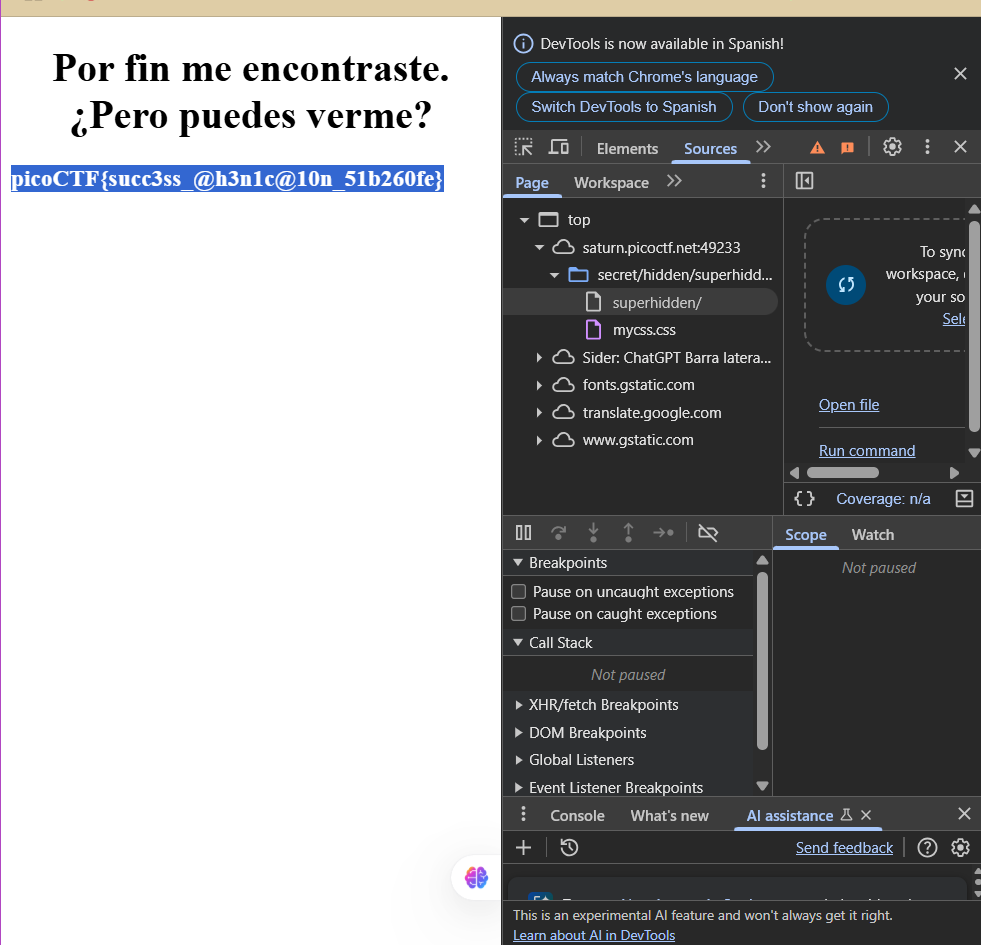 Por fin me encontraste.
¿Pero puedes verme?
picoCTF{succ3ss_@h3n1c@10n_51b260fe}
DevTools is now available in Spanish!
Always match Chrome's language
Switch DevTools to Spanish
Don't show again
Elements
Sources
Page
Workspace
top
saturn.picoctf.net:49233
secret/hidden/superhidd...
superhidden/
mycss.css
Sider: ChatGPT Barra latera...
fonts.gstatic.com
translate.google.com
www.gstatic.com
To sync
workspace,
your so
Sele
Open file
Run command
{} Coverage: n/a
Scope
Watch
Not paused
Breakpoints
Pause on uncaught exceptions
Pause on caught exceptions
Call Stack
Not paused
XHR/fetch Breakpoints
DOM Breakpoints
Global Listeners
Event Listener Breakpoints
Console
What's new
AI assistance
Send feedback
This is an experimental AI feature and won't always get it right.
Learn about AI in DevTools